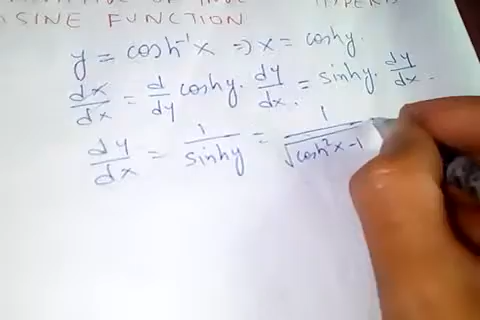 SINE FUNCTION
y = cosh⁻¹x ⇒ x = coshy.
dx/dx = d/dy coshy. dy/dx. = sinhy. dy/dx.
dy/dx = 1/sinhy = 1/√cosh²x-1